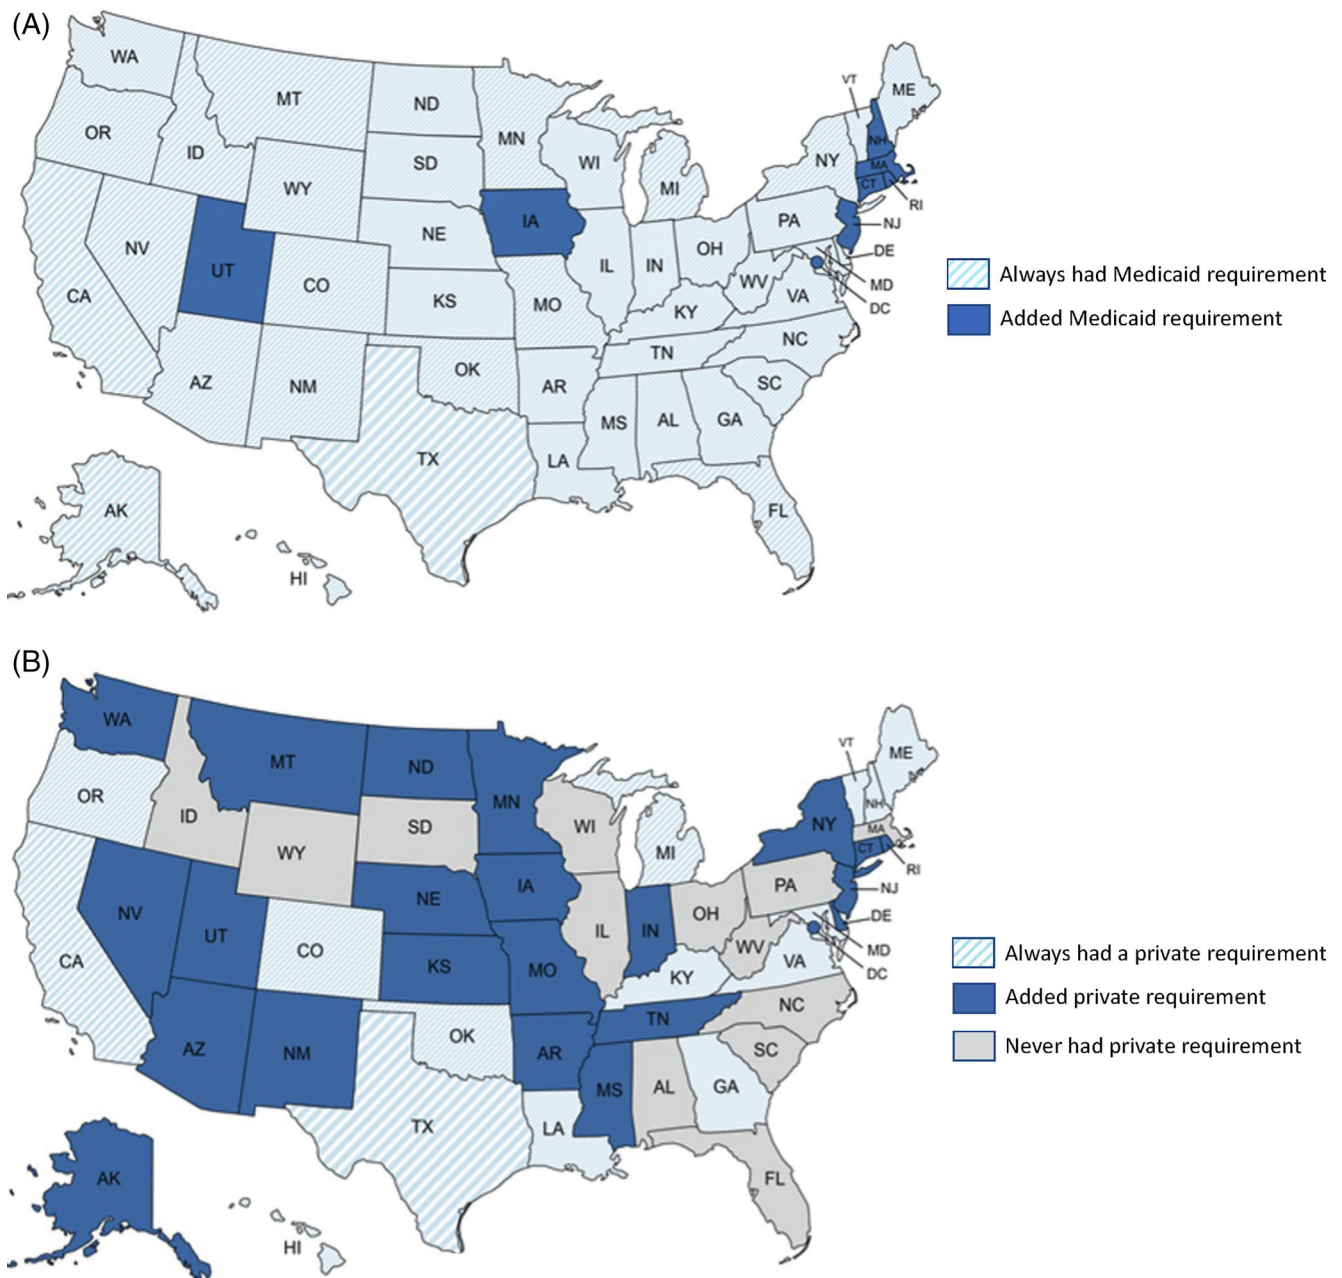 (A)
WA
MT
ND
MN
VT
ME
OR
ID
SD
WI
NH
WY
MI
NY
MA
CT
RI
IA
NV
NE
PA
NJ
UT
IL
IN
OH
DE
CO
WV
MD
CA
KS
MO
KY
VA
DC
TN
NC
AZ
NM
OK
AR
SC
MS
AL
GA
TX
LA
AK
FL
HI
Always had Medicaid requirement
Added Medicaid requirement
(B)
WA
MT
ND
VT
ME
OR
MN
ID
SD
WI
NH
NY
MA
WY
MI
CT
RI
IA
NE
PA
NJ
NV
UT
IL
IN
OH
DE
CO
WV
MD
CA
KS
MO
KY
VA
DC
TN
NC
AZ
NM
OK
AR
SC
MS
AL
GA
TX
LA
AK
FL
HI
Always had a private requirement
Added private requirement
Never had private requirement